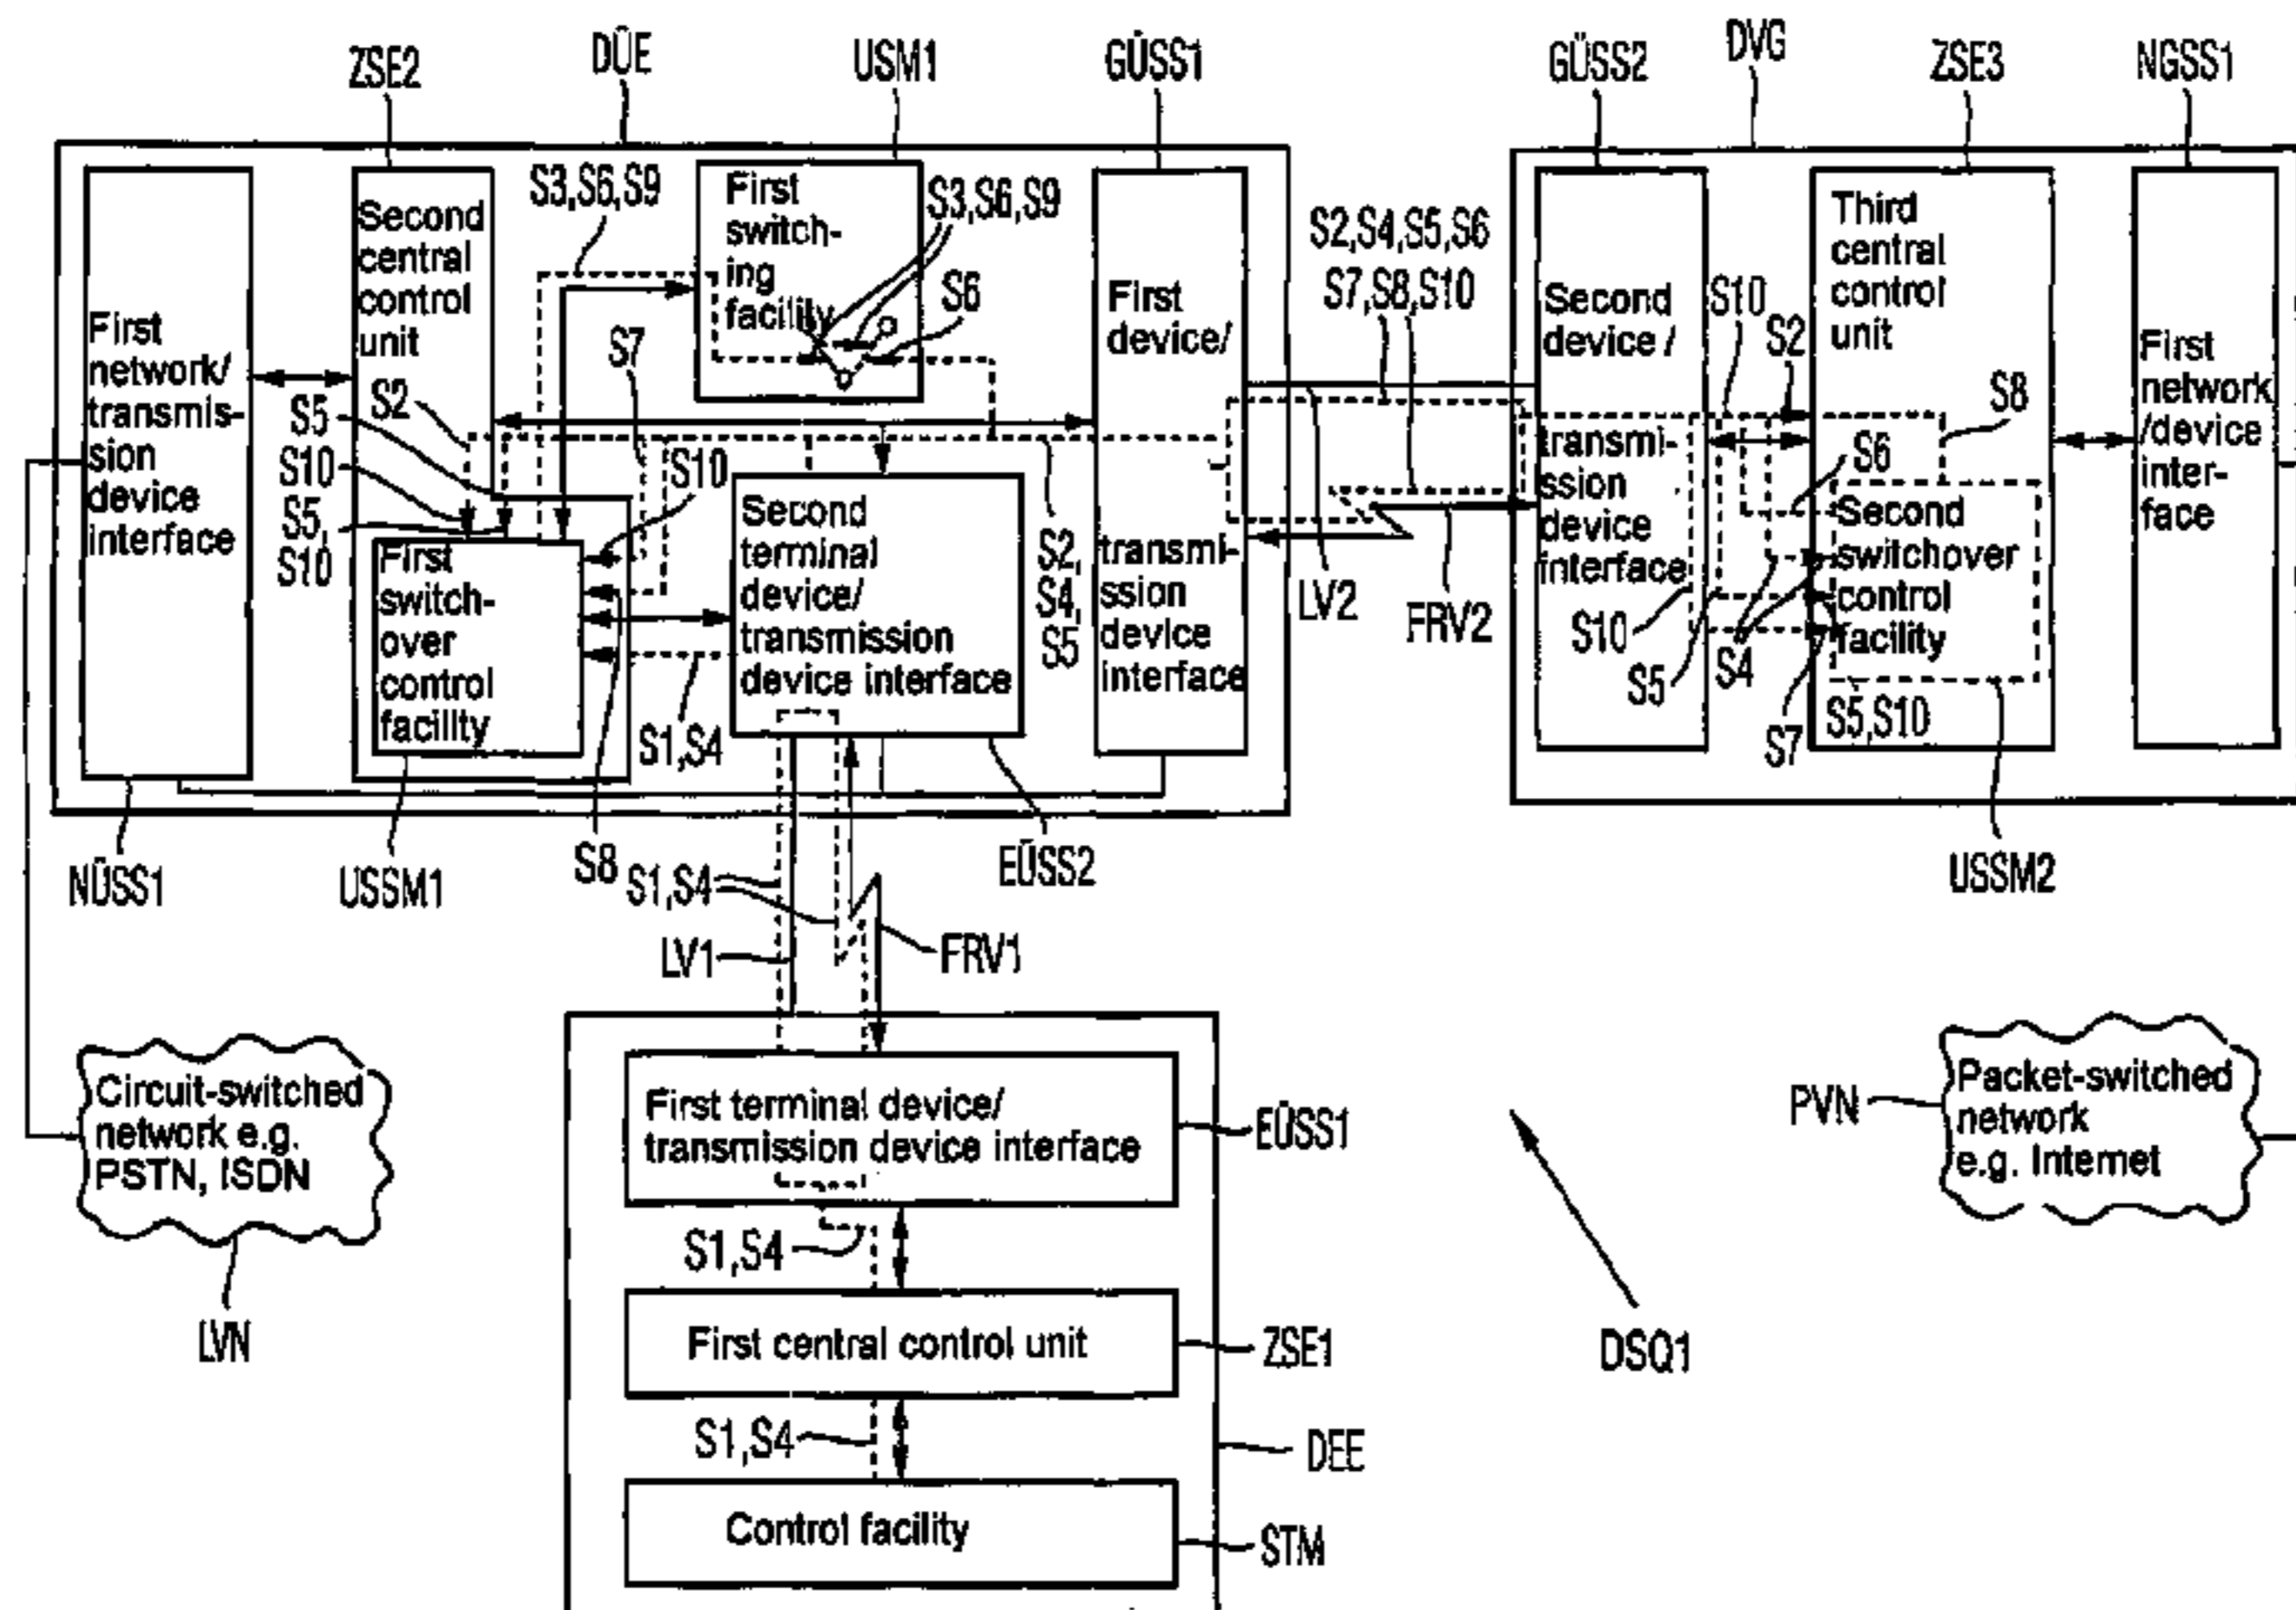 ZSE2
DÜE
USM1
GÜSS1
GÜSS2
DVG
ZSE3
NGSS1
First
network/
transmis-
sion
device
interface
Second
central
control
unit
S3,S6,S9
First
switch-
ing
facility
S3,S6,S9
S6
S7
S2
S5
S10
S5,
S10
S10
First
switch-
over
control
facility
Second
terminal
device/
transmission
device interface
S1,S4
First
device/
transmi-
ssion
device
interface
S2,
S4,
S5
S2,S4,S5,S6
S7,S8,S10
LV2
FRV2
Second
device /
transmi-
ssion
device
interface
S10
S2
S10
S5
S4
S7
Third
central
control
unit
S6
S8
Second
switchover
control
facility
S5,S10
First
network
/device
inter-
face
NÜSS1
USSM1
S8
S1,S4
EÜSS2
USSM2
LV1
FRV1
Circuit-switched
network e.g.
PSTN, ISDN
LVN
First terminal device/
transmission device interface
EÜSS1
S1,S4
First central control unit
ZSE1
S1,S4
DEE
Control facility
STM
DSQ1
PVN
Packet-switched
network
e.g. Internet